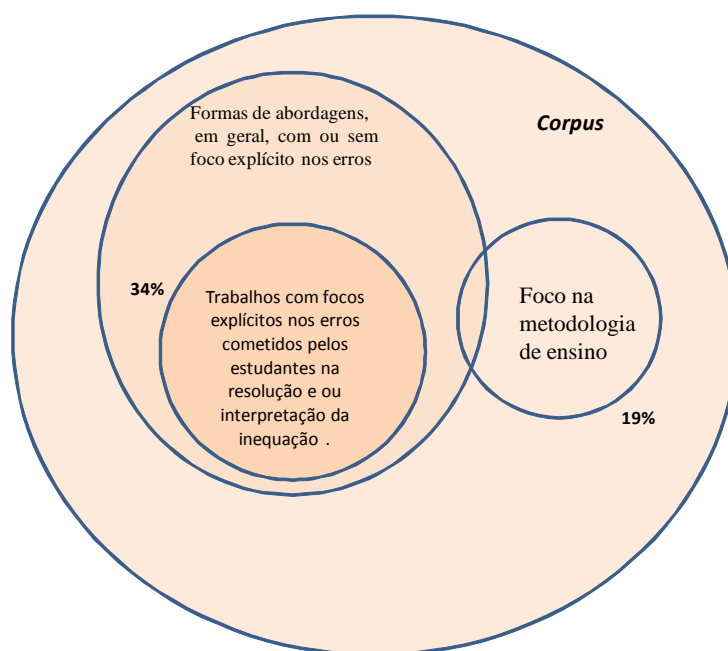 Formas de abordagens,
em geral, com ou sem
foco explícito nos erros
Corpus
34%
Trabalhos com focos
explícitos nos erros
cometidos pelos
estudantes na
resolução e ou
interpretação da
inequação .
Foco na
metodologia
de ensino
19%